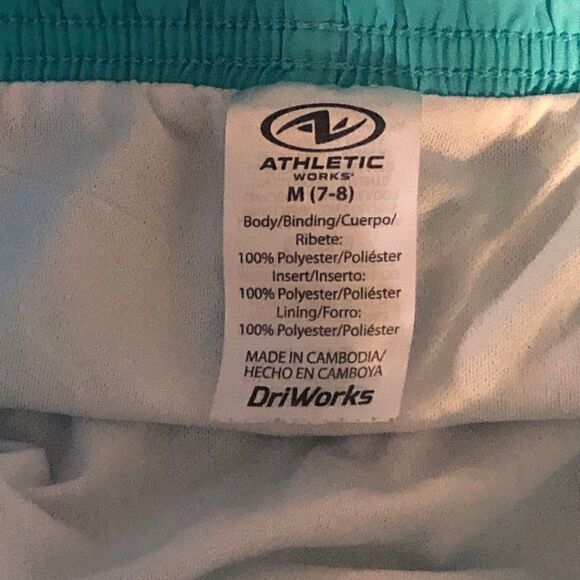 ATHLETIC
WORKS®
M (7-8)
Body/Binding/Cuerpo/
Ribete:
100% Polyester/Poliéster
Insert/Inserto:
100% Polyester/Poliéster
Lining/Forro:
100% Polyester/Poliéster
MADE IN CAMBODIA/
HECHO EN CAMBOYA
DriWorks